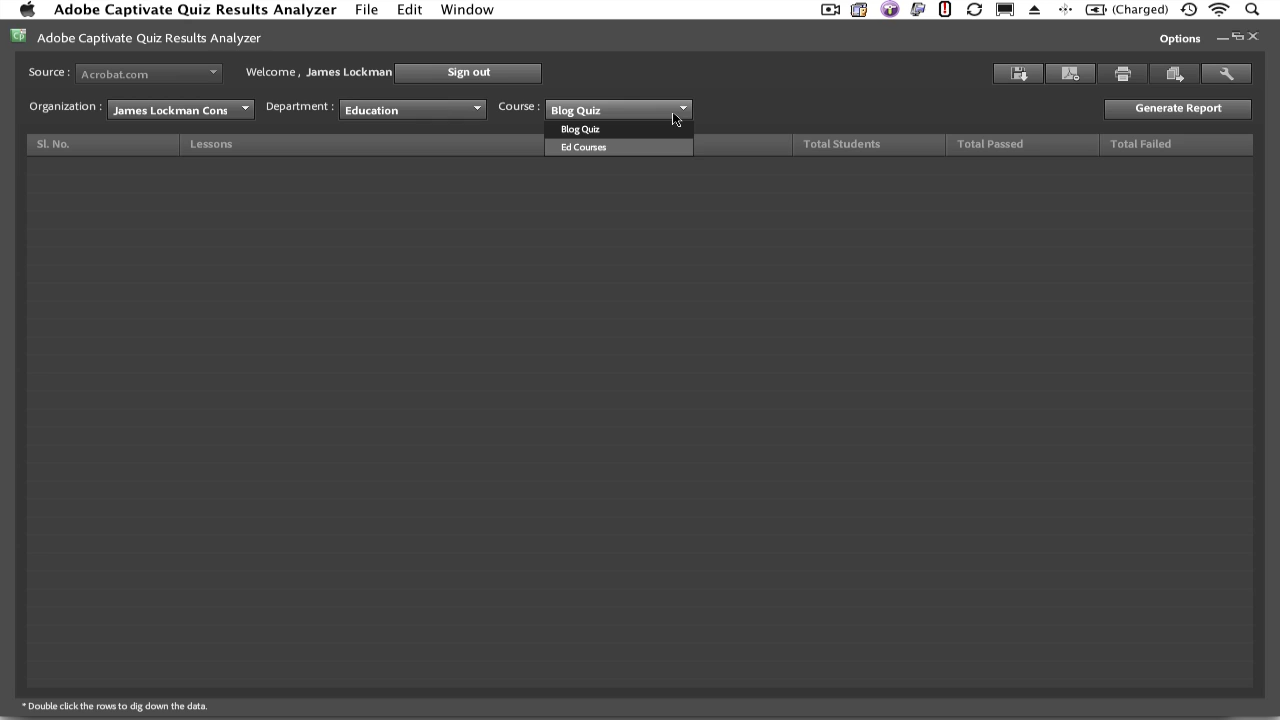 Adobe Captivate Quiz Results Analyzer File Edit Window (Charged)
Cp Adobe Captivate Quiz Results Analyzer Options
Source : Acrobat.com Welcome , James Lockman Sign out
Organization : James Lockman Cons Department : Education Course : Blog Quiz Generate Report
Blog Quiz
Ed Courses
Sl. No. Lessons Total Students Total Passed Total Failed
* Double click the rows to dig down the data.